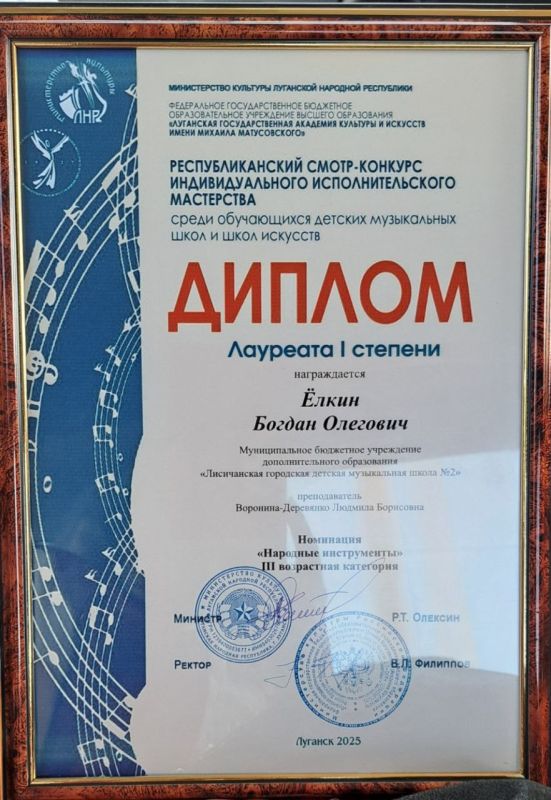 министерство культуры
ЛНР
МИНИСТЕРСТВО КУЛЬТУРЫ ЛУГАНСКОЙ НАРОДНОЙ РЕСПУБЛИКИ
ФЕДЕРАЛЬНОЕ ГОСУДАРСТВЕННОЕ БЮДЖЕТНОЕ
ОБРАЗОВАТЕЛЬНОЕ УЧРЕЖДЕНИЕ ВЫСШЕГО ОБРАЗОВАНИЯ
«ЛУГАНСКАЯ ГОСУДАРСТВЕННАЯ АКАДЕМИЯ КУЛЬТУРЫ И ИСКУССТВ
ИМЕНИ МИХАИЛА МАТУСОВСКОГО»
РЕСПУБЛИКАНСКИЙ СМОТР-КОНКУРС
ИНДИВИДУАЛЬНОГО ИСПОЛНИТЕЛЬСКОГО
МАСТЕРСТВА
СРЕДИ ОБУЧАЮЩИХСЯ ДЕТСКИХ МУЗЫКАЛЬНЫХ
ШКОЛ И ШКОЛ ИСКУССТВ
ДИПЛОМ
Лауреата I степени
награждается
Ёлкин
Богдан Олегович
Муниципальное бюджетное учреждение
дополнительного образования
«Лисичанская городская детская музыкальная школа №2»
преподаватель
Воронина-Деревянко Людмила Борисовна
Номинация
«Народные инструменты»
III возрастная категория
Министр Р.Т. Олексин
Ректор В.Л. Филиппов
Луганск 2025